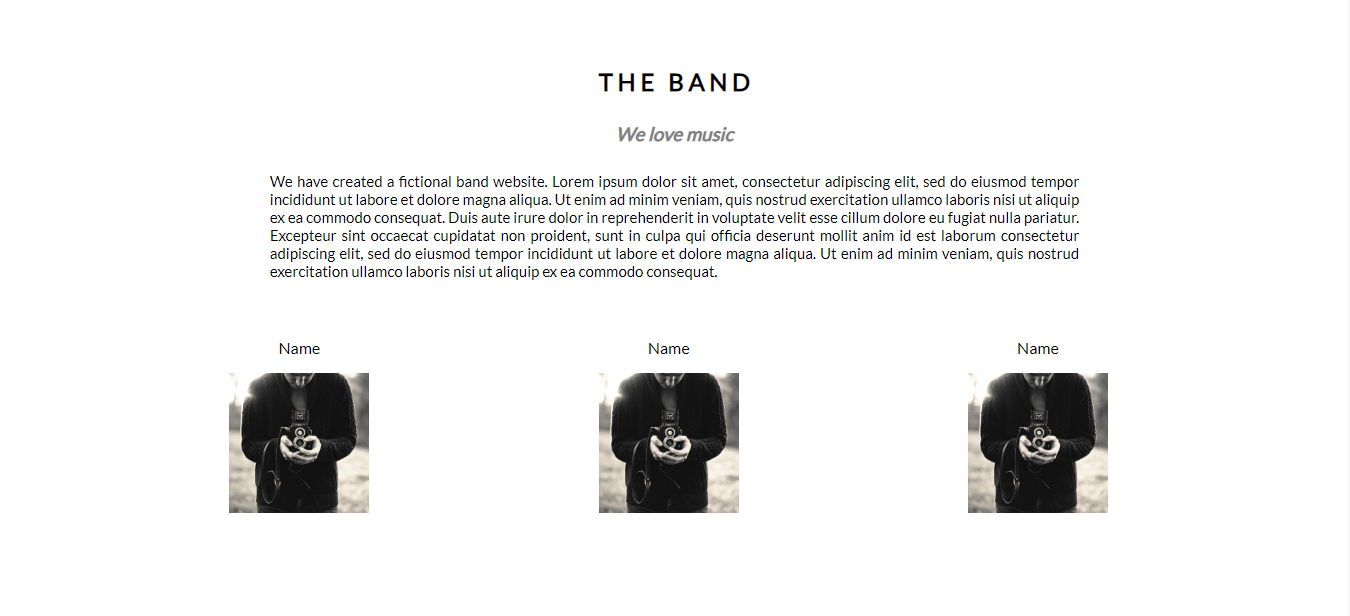 THE BAND
We love music
We have created a fictional band website. Lorem ipsum dolor sit amet, consectetur adipiscing elit, sed do eiusmod tempor
incididunt ut labore et dolore magna aliqua. Ut enim ad minim veniam, quis nostrud exercitation ullamco laboris nisi ut aliquip
ex ea commodo consequat. Duis aute irure dolor in reprehenderit in voluptate velit esse cillum dolore eu fugiat nulla pariatur.
Excepteur sint occaecat cupidatat non proident, sunt in culpa qui officia deserunt mollit anim id est laborum consectetur
adipiscing elit, sed do eiusmod tempor incididunt ut labore et dolore magna aliqua. Ut enim ad minim veniam, quis nostrud
exercitation ullamco laboris nisi ut aliquip ex ea commodo consequat.
Name
Name
Name